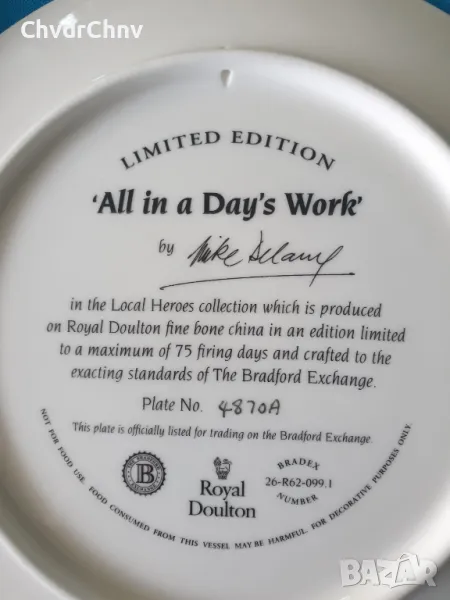 ChvdrChnv
LIMITED EDITION
'All in a Day's Work'
by Mike Delany
in the Local Heroes collection which is produced
on Royal Doulton fine bone china in an edition limited
to a maximum of 75 firing days and crafted to the
exacting standards of The Bradford Exchange.
Plate No. 4870A
This plate is officially listed for trading on the Bradford Exchange.
B
Royal
Doulton
BRADEX
26-R62-099.1
NUMBER
NOT FOR FOOD USE. FOOD CONSUMED FROM THIS VESSEL MAY BE HARMFUL. FOR DECORATIVE PURPOSES ONLY.
BAZAR
bg